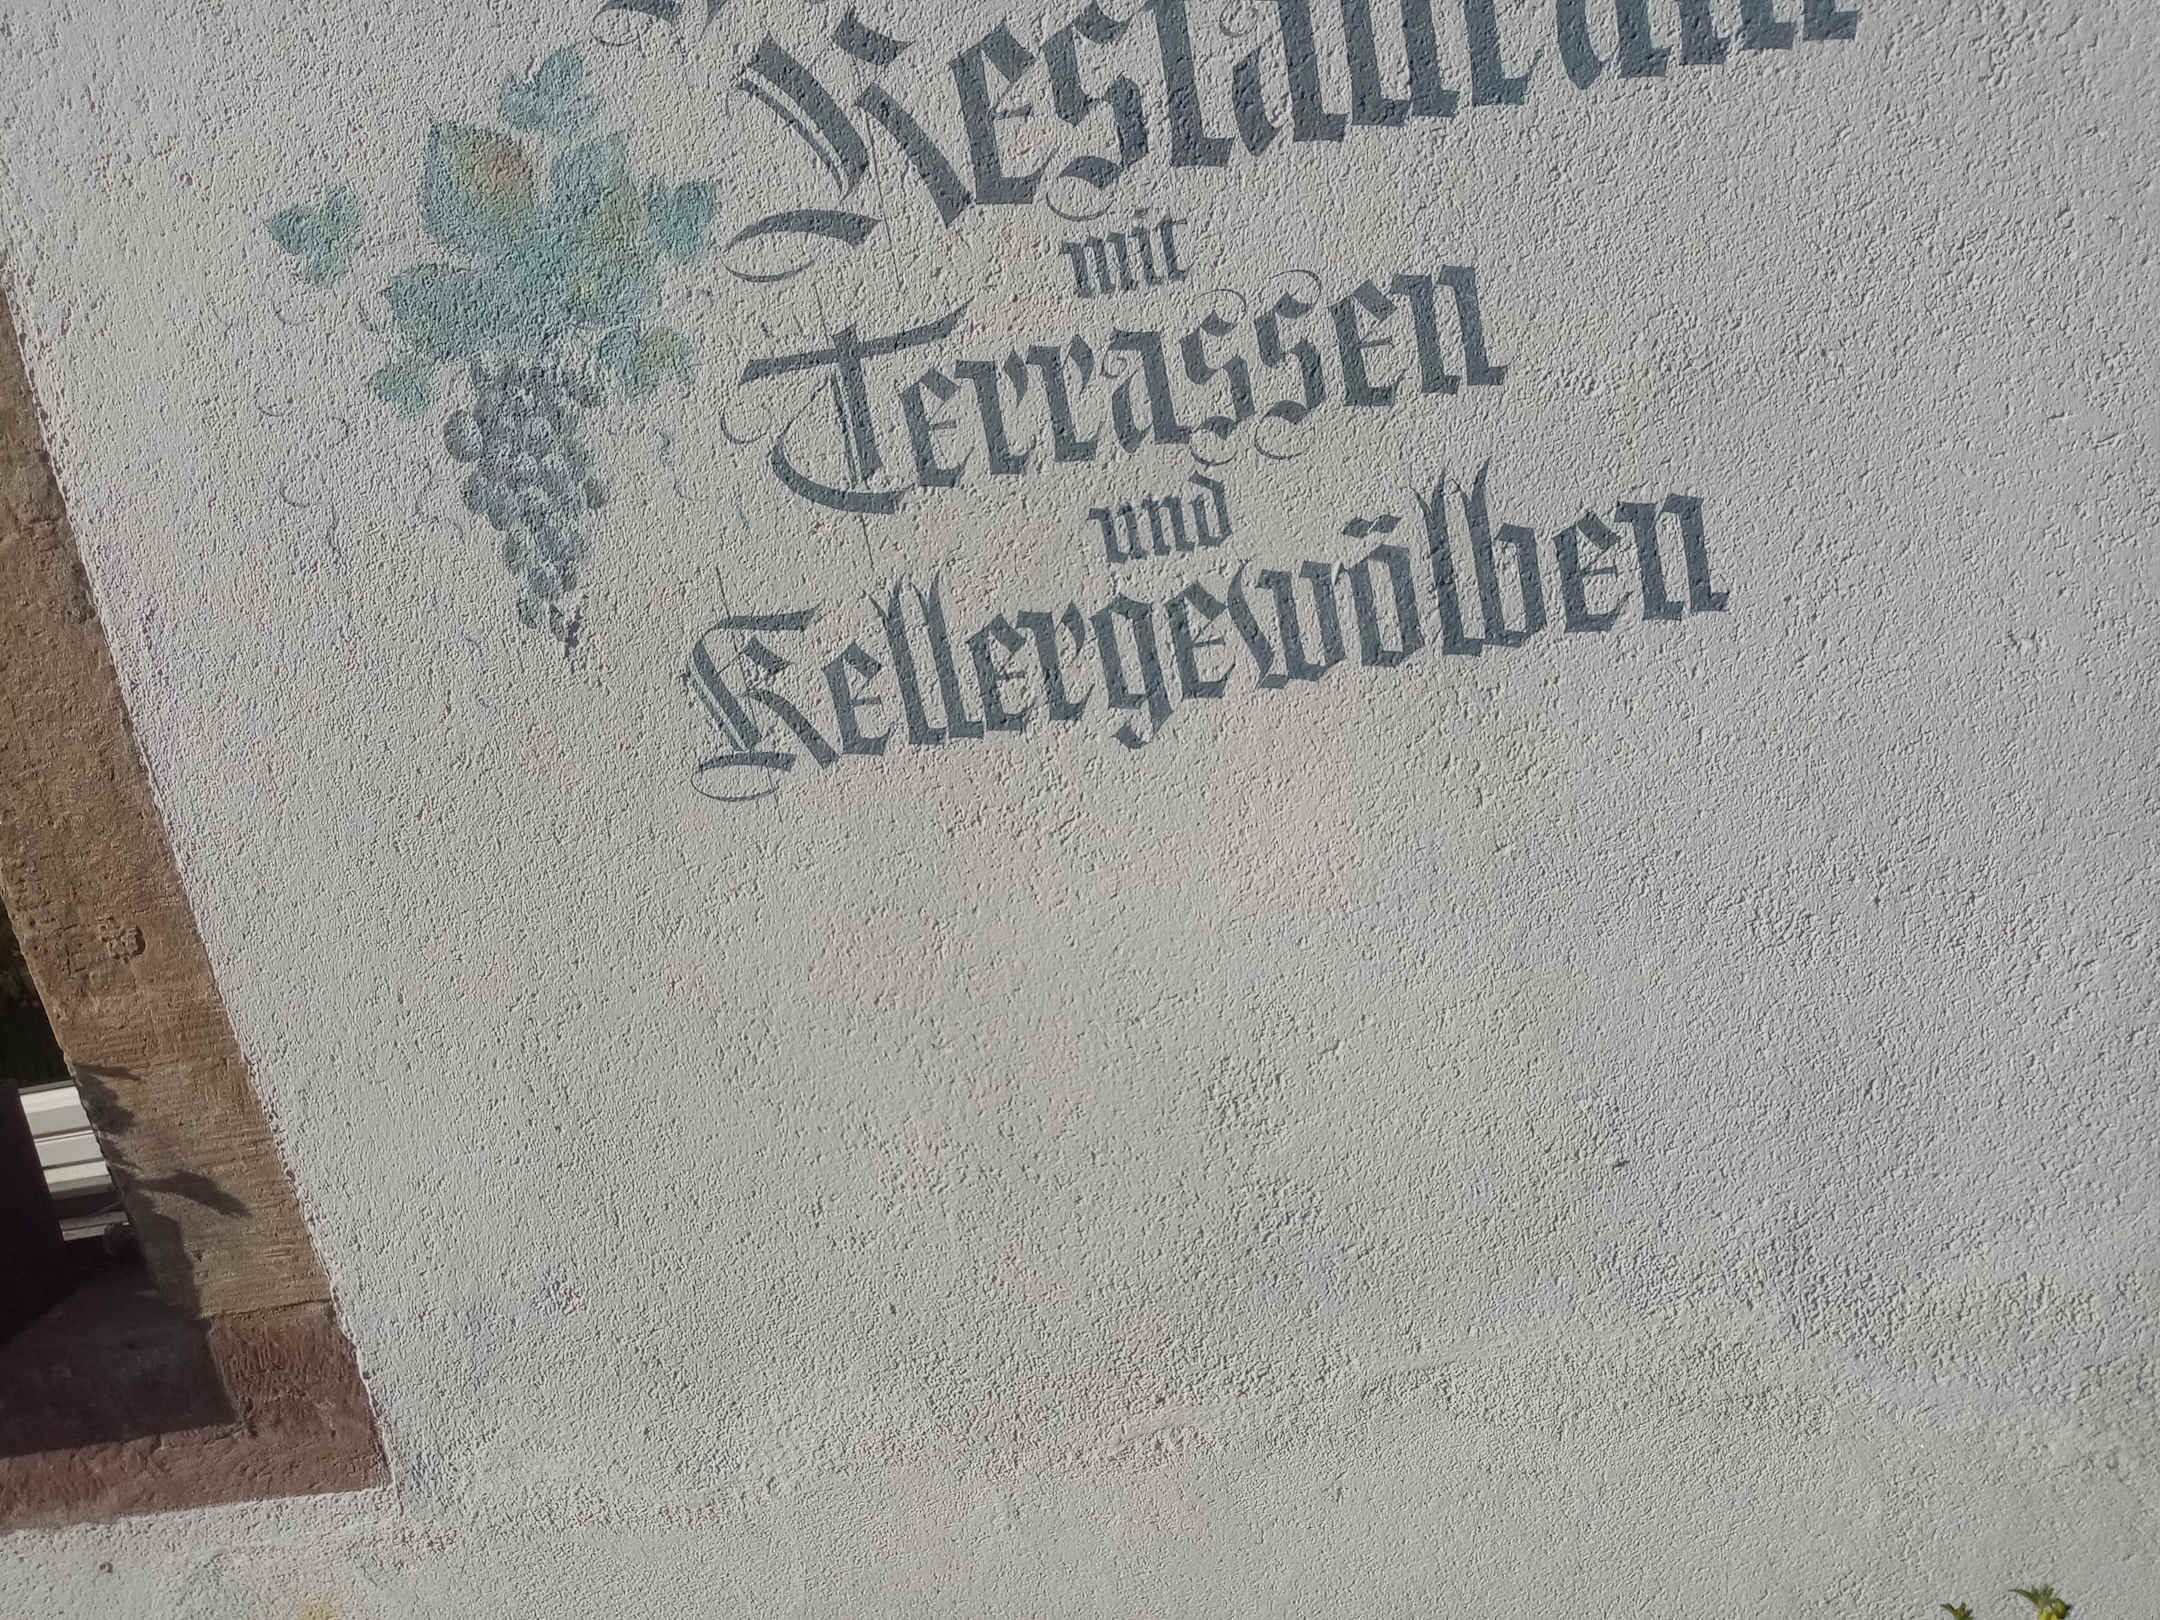 Restaurant
mit
Terrassen
und
Kellergewölben